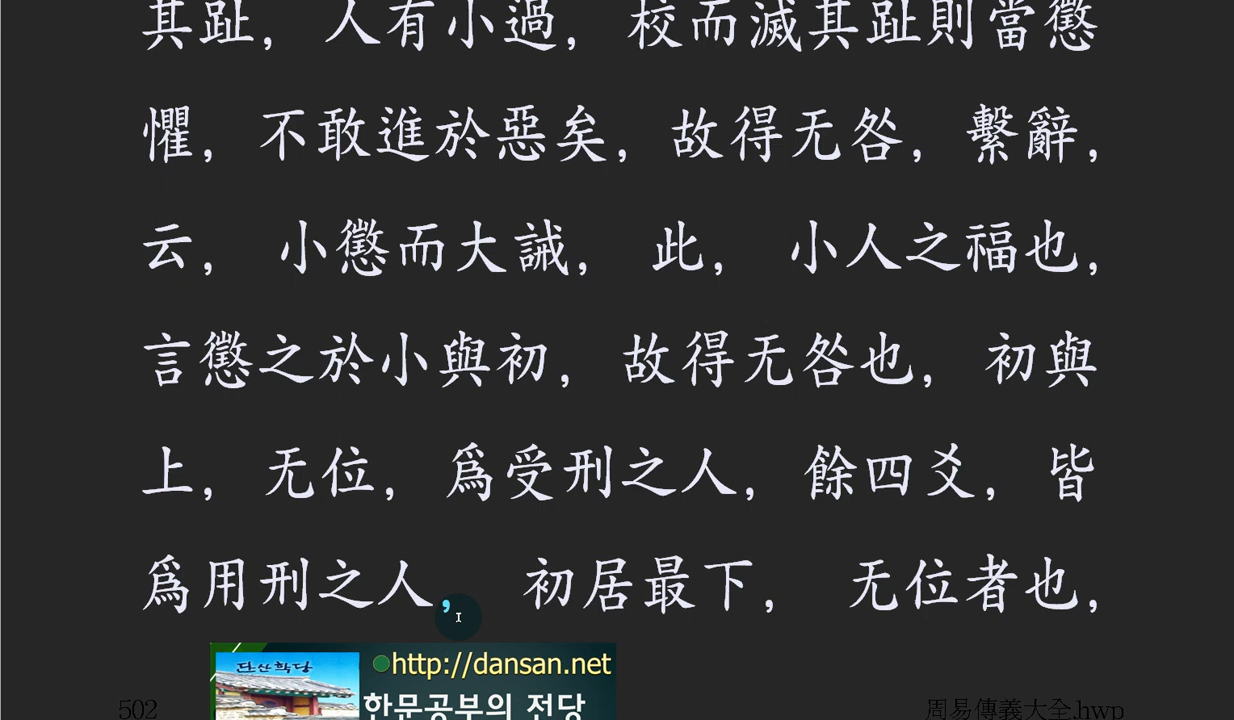 其趾, 人有小過, 校而滅其趾則當懲
懼, 不敢進於惡矣, 故得无咎, 繫辭,
云, 小懲而大誡, 此, 小人之福也,
言懲之於小與初, 故得无咎也, 初與
上, 无位, 爲受刑之人, 餘四爻, 皆
爲用刑之人, 初居最下, 无位者也,
단산학당
http://dansan.net
한문공부의 전당
502
周易傳義大全.hwp